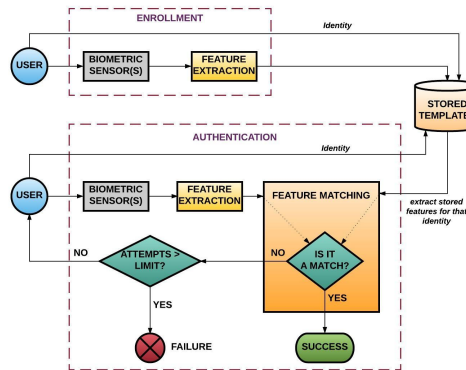 ENROLLMENT
Identity
USER
BIOMETRIC
SENSOR(S)
FEATURE
EXTRACTION
STORED
TEMPLAT
AUTHENTICATION
Identity
USER
BIOMETRIC
SENSOR(S)
FEATURE
EXTRACTION
FEATURE MATCHING
extract stored
features for that
identity
IS IT
A MATCH?
NO
ATTEMPTS >
LIMIT?
NO
YES
YES
FAILURE
SUCCESS